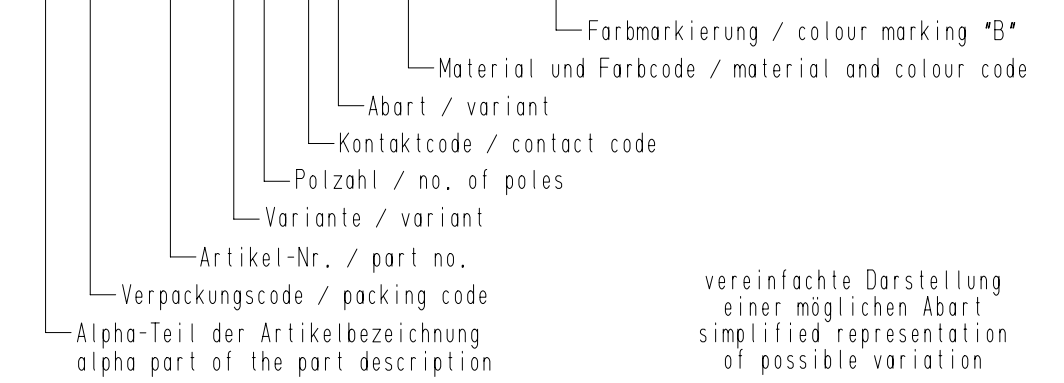 Farbmarkierung / colour marking "B"
Material und Farbcode / material and colour code
Abart / variant
Kontaktcode / contact code
Polzahl / no. of poles
Variante / variant
Artikel-Nr. / part no.
Verpackungscode / packing code
Alpha-Teil der Artikelbezeichnung
alpha part of the part description
vereinfachte Darstellung
einer möglichen Abart
simplified representation
of possible variation